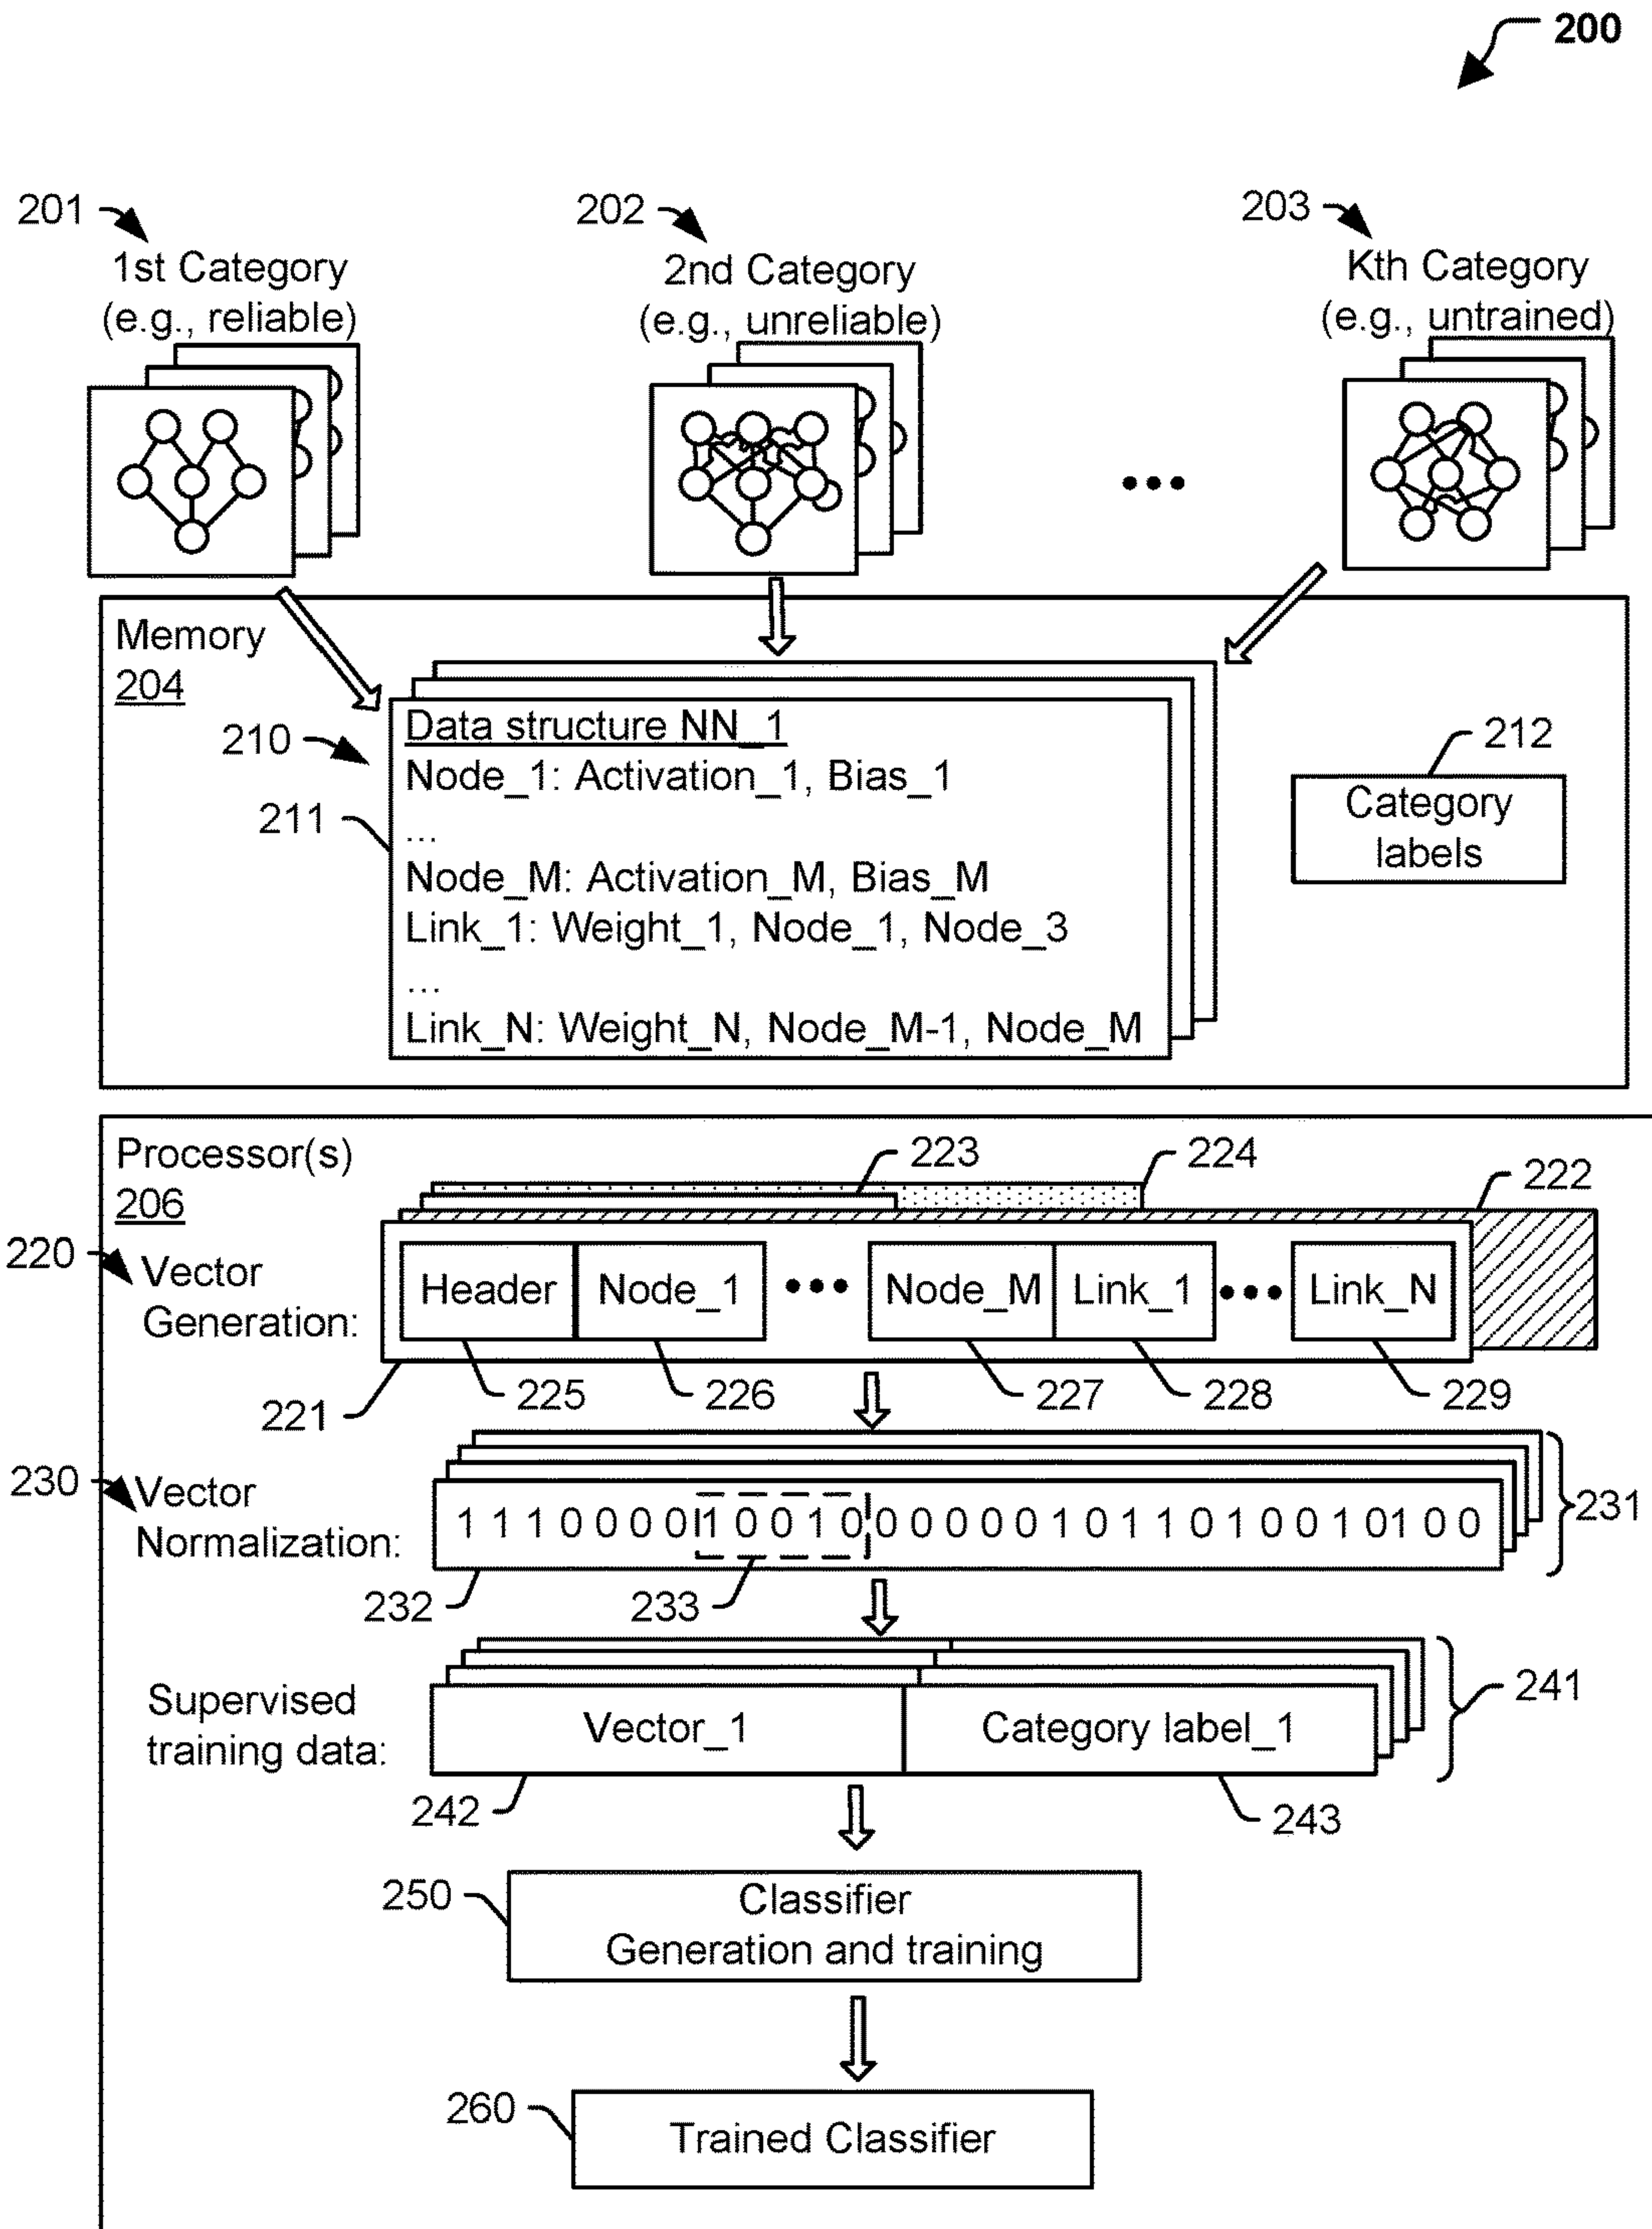 200
201
1st Category
(e.g., reliable)
202
2nd Category
(e.g., unreliable)
203
Kth Category
(e.g., untrained)
•••
Memory
204
210
211
Data structure NN_1
Node_1: Activation_1, Bias_1
...
Node_M: Activation_M, Bias_M
Link_1: Weight_1, Node_1, Node_3
...
Link_N: Weight_N, Node_M-1, Node_M
212
Category
labels
Processor(s)
206
223
224
222
220
Vector
Generation:
Header Node_1 ••• Node_M Link_1 ••• Link_N
221
225
226
227
228
229
230
Vector
Normalization:
1 1 1 0 0 0 0 1 0 0 1 0 0 0 0 0 0 1 0 1 1 0 1 0 0 1 0 1 0 0
231
232
233
Supervised
training data:
Vector_1 Category label_1
241
242
243
250
Classifier
Generation and training
260
Trained Classifier